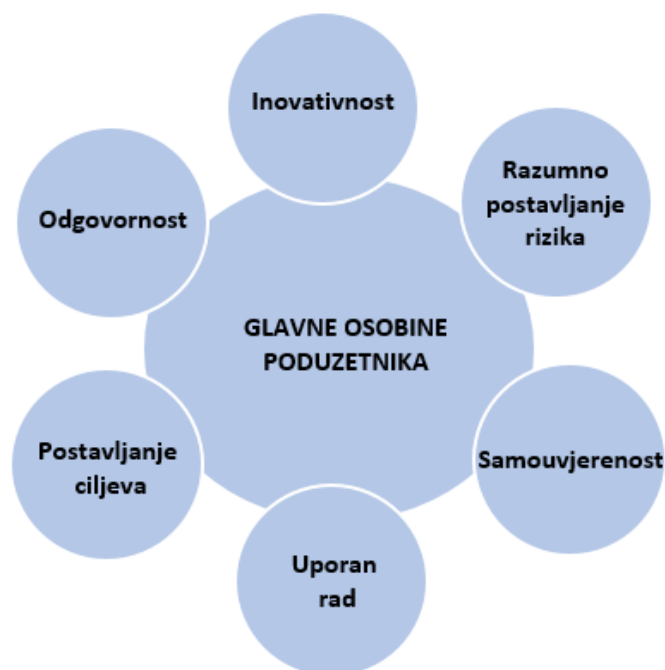 Inovativnost
Razumno
postavljanje
rizika
Odgovornost
GLAVNE OSOBINE
PODUZETNIKA
Postavljanje
ciljeva
Samouvjerenost
Uporan
rad